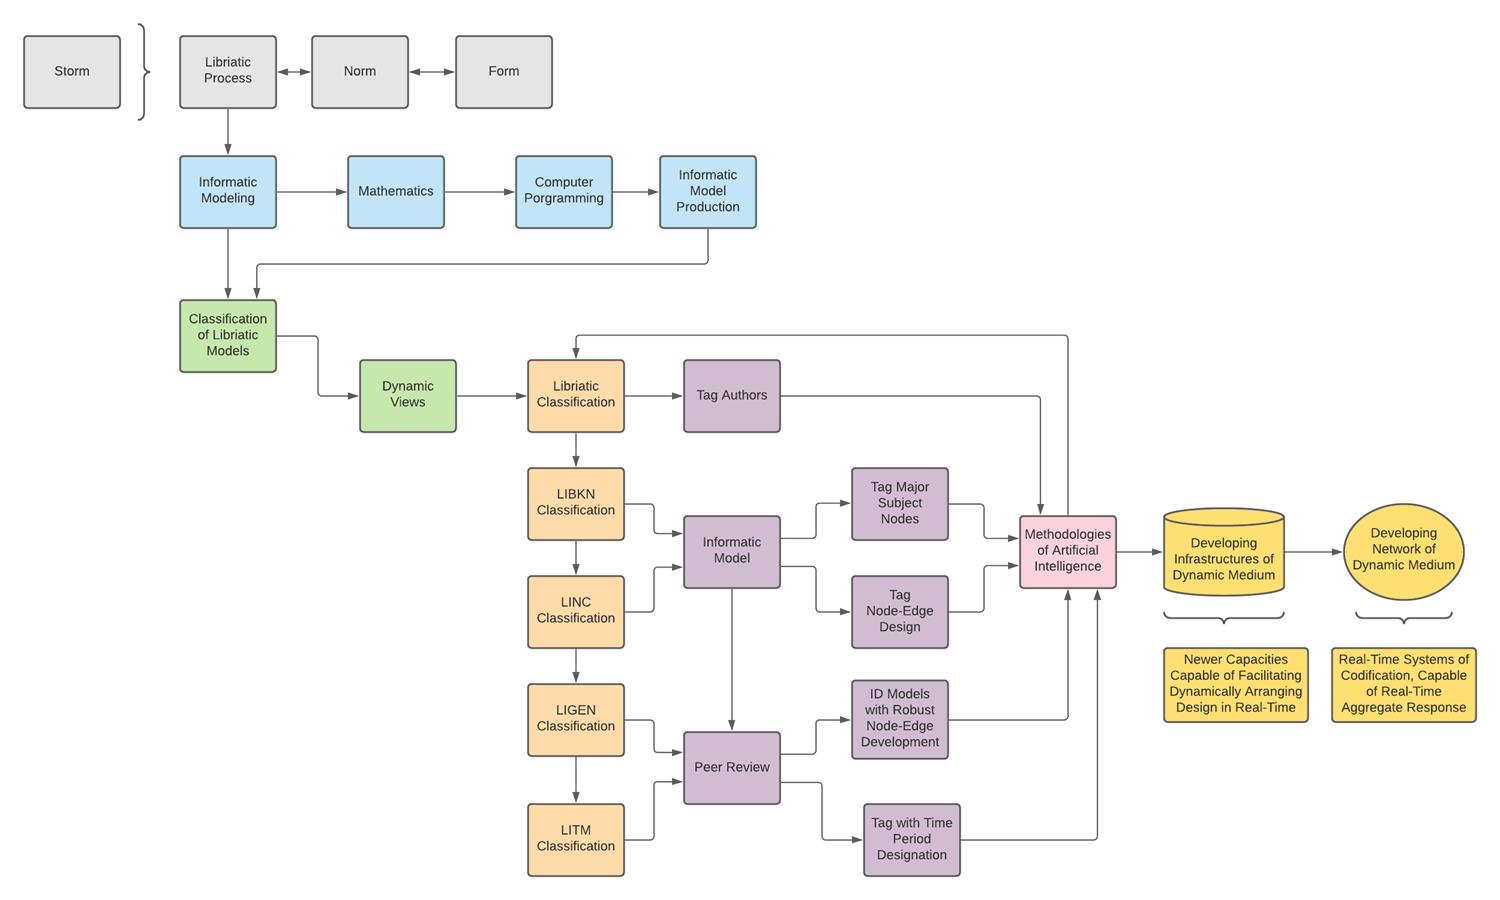 Storm
Libriatic
Process
Norm
Form
Informatic
Modeling
Mathematics
Computer
Porgramming
Informatic
Model
Production
Classification
of Libriatic
Models
Dynamic
Views
Libriatic
Classification
Tag Authors
LIBKN
Classification
Informatic
Model
Tag Major
Subject
Nodes
Methodologies
of Artificial
Intelligence
Developing
Infrastructures of
Dynamic Medium
Developing
Network of
Dynamic Medium
LINC
Classification
Tag
Node-Edge
Design
Newer Capacities
Capable of Facilitating
Dynamically Arranging
Design in Real-Time
Real-Time Systems of
Codification, Capable
of Real-Time
Aggregate Response
LIGEN
Classification
Peer Review
ID Models
with Robust
Node-Edge
Development
LITM
Classification
Tag with Time
Period
Designation